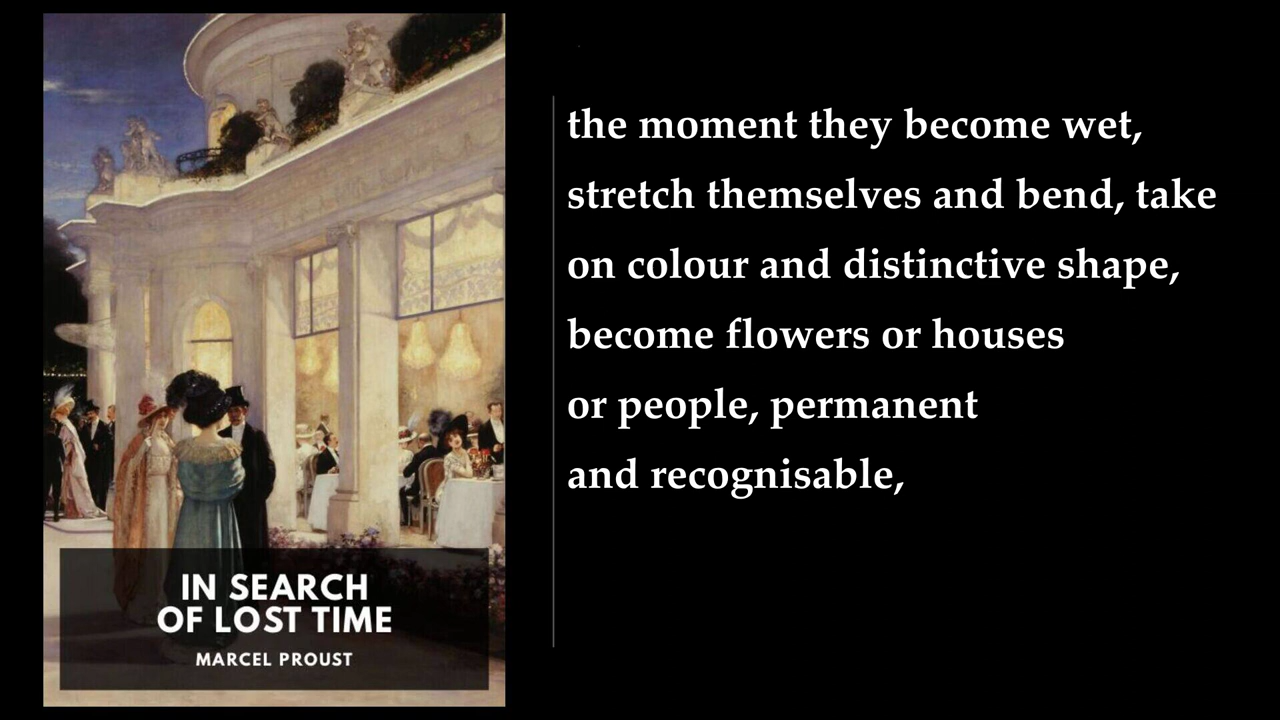 the moment they become wet,
stretch themselves and bend, take
on colour and distinctive shape,
become flowers or houses
or people, permanent
and recognisable,
IN SEARCH
OF LOST TIME
MARCEL PROUST